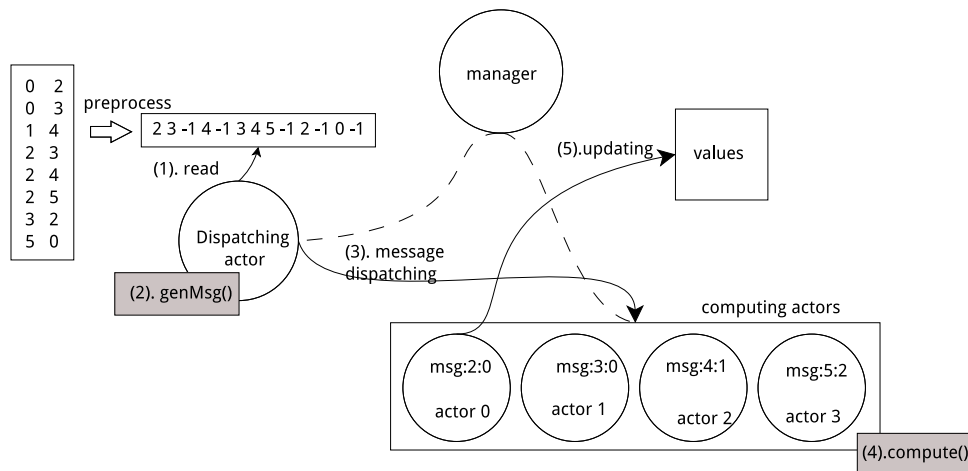 0 2
0 3
1 4
2 3
2 4
2 5
3 2
5 0
preprocess
2 3 -1 4 -1 3 4 5 -1 2 -1 0 -1
(1). read
Dispatching
actor
(2). genMsg()
manager
(3). message
dispatching
(5).updating
values
computing actors
msg:2:0
actor 0
msg:3:0
actor 1
msg:4:1
actor 2
msg:5:2
actor 3
(4).compute()